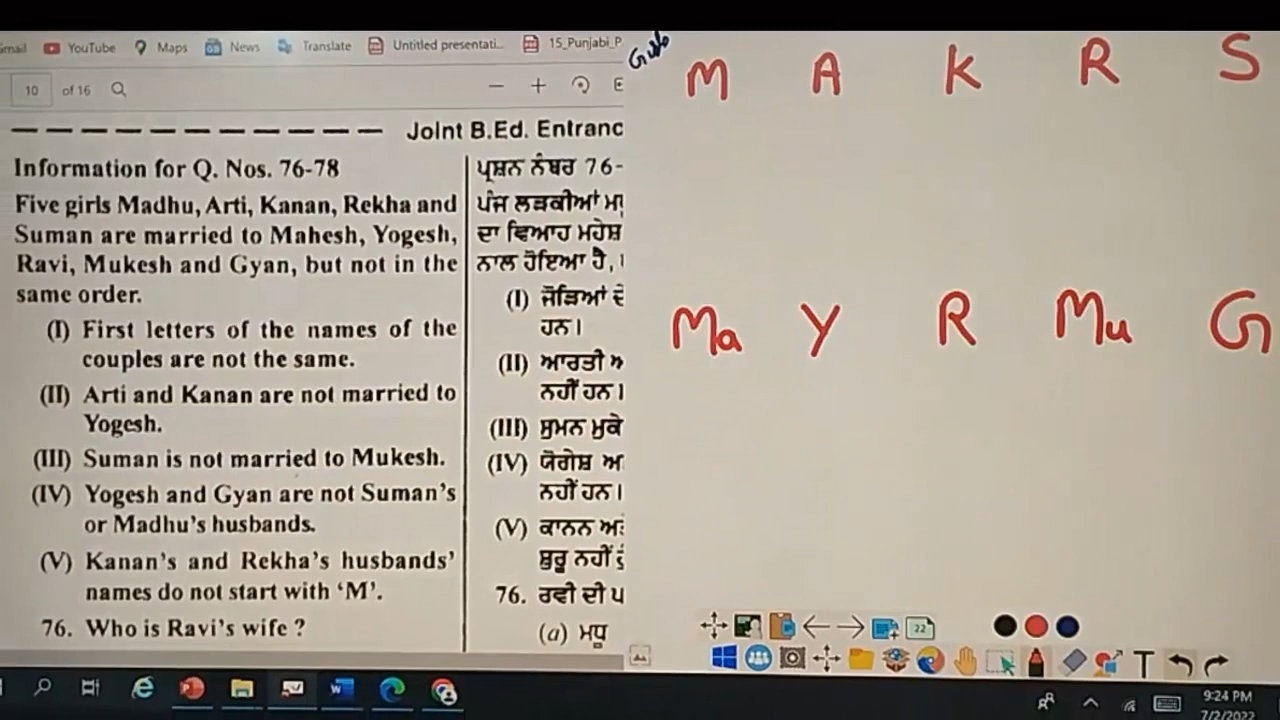 Gmail YouTube Maps News Translate Untitled presentati... 15_Punjabi_P
10 of 16
Joint B.Ed. Entranc
Information for Q. Nos. 76-78
Five girls Madhu, Arti, Kanan, Rekha and
Suman are married to Mahesh, Yogesh,
Ravi, Mukesh and Gyan, but not in the
same order.
(I) First letters of the names of the
couples are not the same.
(II) Arti and Kanan are not married to
Yogesh.
(III) Suman is not married to Mukesh.
(IV) Yogesh and Gyan are not Suman's
or Madhu's husbands.
(V) Kanan's and Rekha's husbands'
names do not start with 'M'.
76. Who is Ravi's wife ?
ਪ੍ਰਸ਼ਨ ਨੰਬਰ 76-
ਪੰਜ ਲੜਕੀਆਂ ਮਾ
ਦਾ ਵਿਆਹ ਮਹੇਸ਼
ਨਾਲ ਹੋਇਆ ਹੈ,
(I) ਜੋੜਿਆਂ ਦੇ
ਹਨ।
(II) ਆਰਤੀ ਅ
ਨਹੀਂ ਹਨ।
(III) ਸੁਮਨ ਮੁਕੇ
(IV) ਯੋਗੇਸ਼ ਅ
ਨਹੀਂ ਹਨ।
(V) ਕਾਨਨ ਅਤੇ
ਸ਼ੁਰੂ ਨਹੀਂ ਹੁੰ
76. ਰਵੀ ਦੀ ਪ
(a) ਮਧੂ
M A K R S
Ma Y R Mu G
22
9:24 PM
7/2/2022